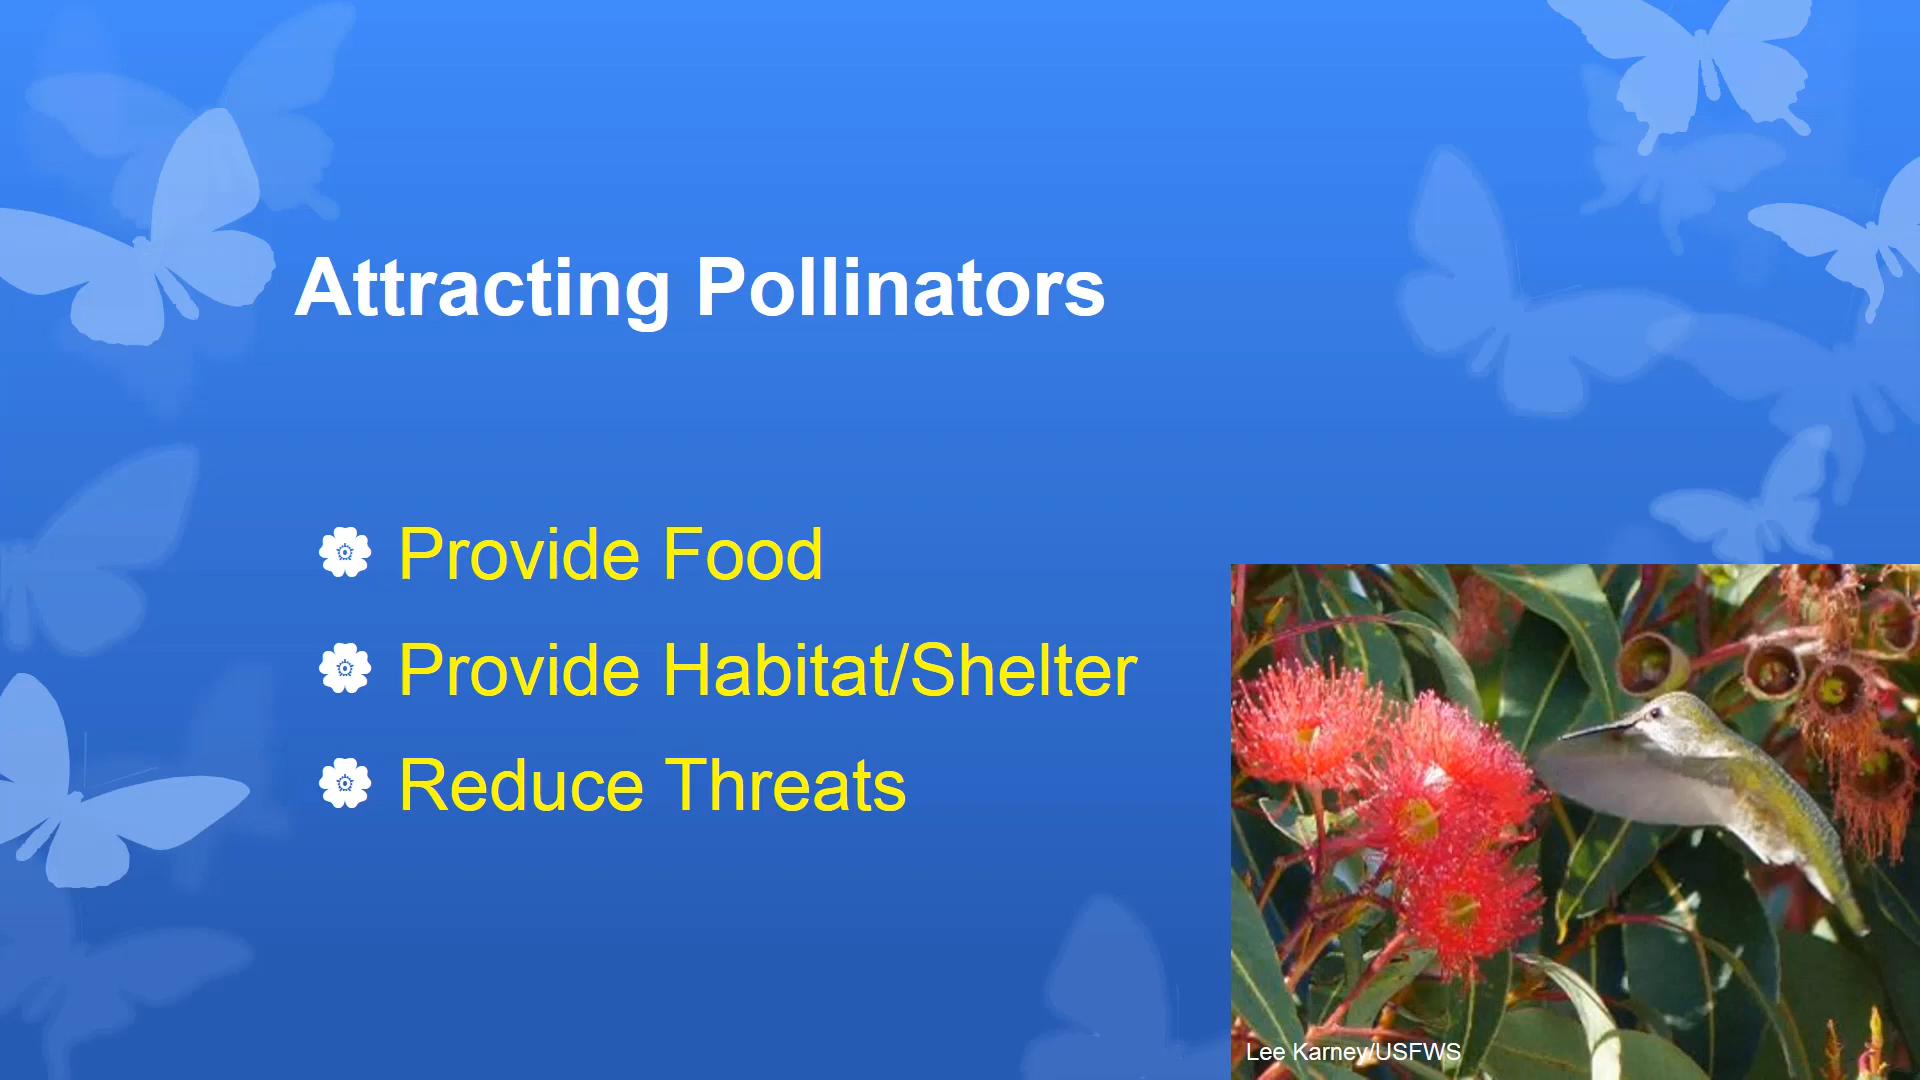 Attracting Pollinators
Provide Food
Provide Habitat/Shelter
Reduce Threats
Lee Karney/USFWS